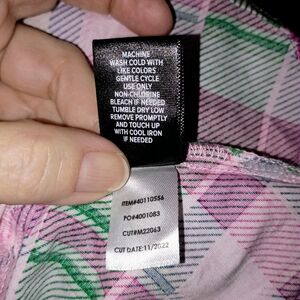 MACHINE
WASH COLD WITH
LIKE COLORS
GENTLE CYCLE
USE ONLY
NON-CHLORINE
BLEACH IF NEEDED
TUMBLE DRY LOW
REMOVE PROMPTLY
AND TOUCH UP
WITH COOL IRON
IF NEEDED
ITEM#40110556
PO#4001083
CUT#M22063
CUT DATE:11/2022